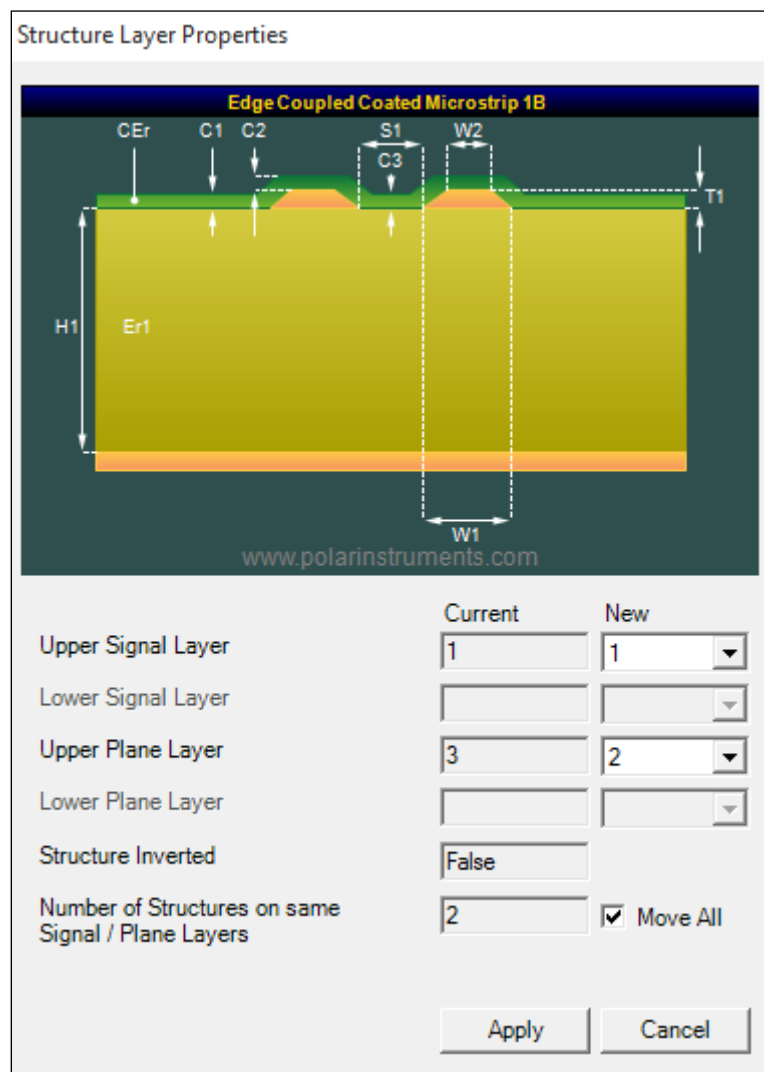 Structure Layer Properties
Edge Coupled Coated Microstrip 1B
CEr C1 C2 S1 W2
C3
T1
H1 Er1
W1
www.polarinstruments.com
Current New
Upper Signal Layer 1 1
Lower Signal Layer
Upper Plane Layer 3 2
Lower Plane Layer
Structure Inverted False
Number of Structures on same 2 Move All
Signal / Plane Layers
Apply Cancel